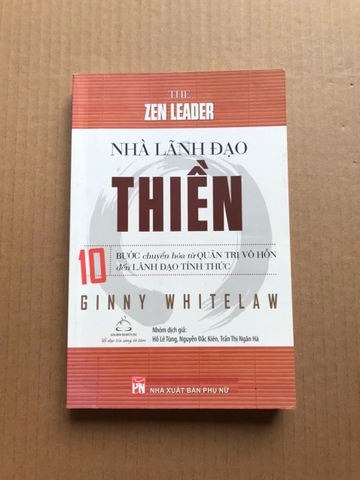 THE
ZEN LEADER
NHÀ LÃNH ĐẠO
THIỀN
10
BƯỚC chuyển hóa từ QUẢN TRỊ VÔ HỒN
đến LÃNH ĐẠO TỈNH THỨC
GINNY WHITELAW
Nhóm dịch giả:
Hồ Lê Tùng, Nguyễn Đắc Kiên, Trần Thị Ngân Hà
PN
NHÀ XUẤT BẢN PHỤ NỮ